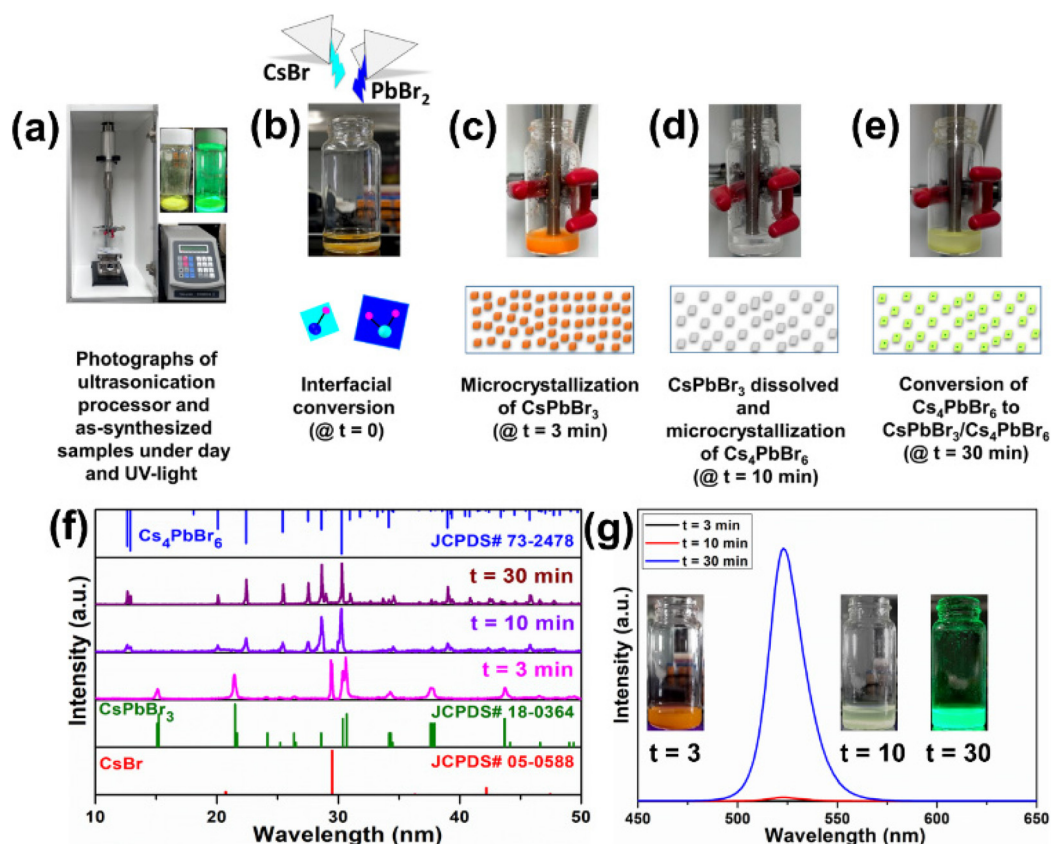 CsBr
PbBr₂
(a)
(b)
(c)
(d)
(e)
Photographs of
ultrasonication
processor and
as-synthesized
samples under day
and UV-light
Interfacial
conversion
(@ t = 0)
Microcrystallization
of CsPbBr₃
(@ t = 3 min)
CsPbBr₃ dissolved
and
microcrystallization
of Cs₄PbBr₆
(@ t = 10 min)
Conversion of
Cs₄PbBr₆ to
CsPbBr₃/Cs₄PbBr₆
(@ t = 30 min)
(f)
Cs₄PbBr₆
JCPDS# 73-2478
t = 30 min
t = 10 min
t = 3 min
CsPbBr₃
JCPDS# 18-0364
CsBr
JCPDS# 05-0588
Intensity (a.u.)
10 20 30 40 50
Wavelength (nm)
(g)
t = 3 min
t = 10 min
t = 30 min
t = 3
t = 10
t = 30
Intensity (a.u.)
450 500 550 600 650
Wavelength (nm)